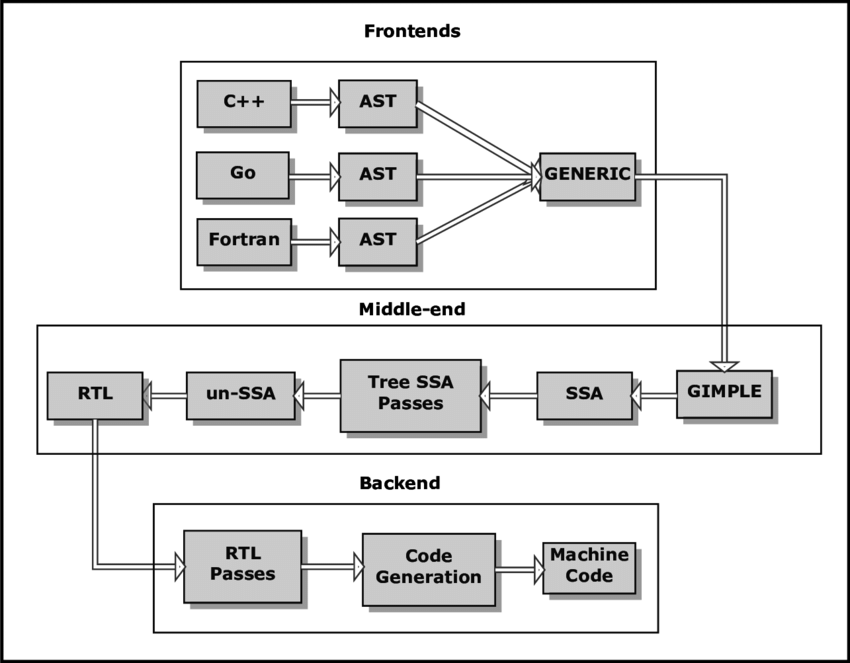 Frontends
C++
AST
Go
AST
GENERIC
Fortran
AST
Middle-end
RTL
un-SSA
Tree SSA
Passes
SSA
GIMPLE
Backend
RTL
Passes
Code
Generation
Machine
Code